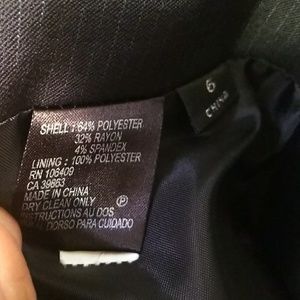 SHELL : 64% POLYESTER
32% RAYON
4% SPANDEX
LINING : 100% POLYESTER
RN 106409
CA 39663
MADE IN CHINA
DRY CLEAN ONLY
P
INSTRUCTIONS AU DOS
AL DORSO PARA CUIDADO
6
CHINA